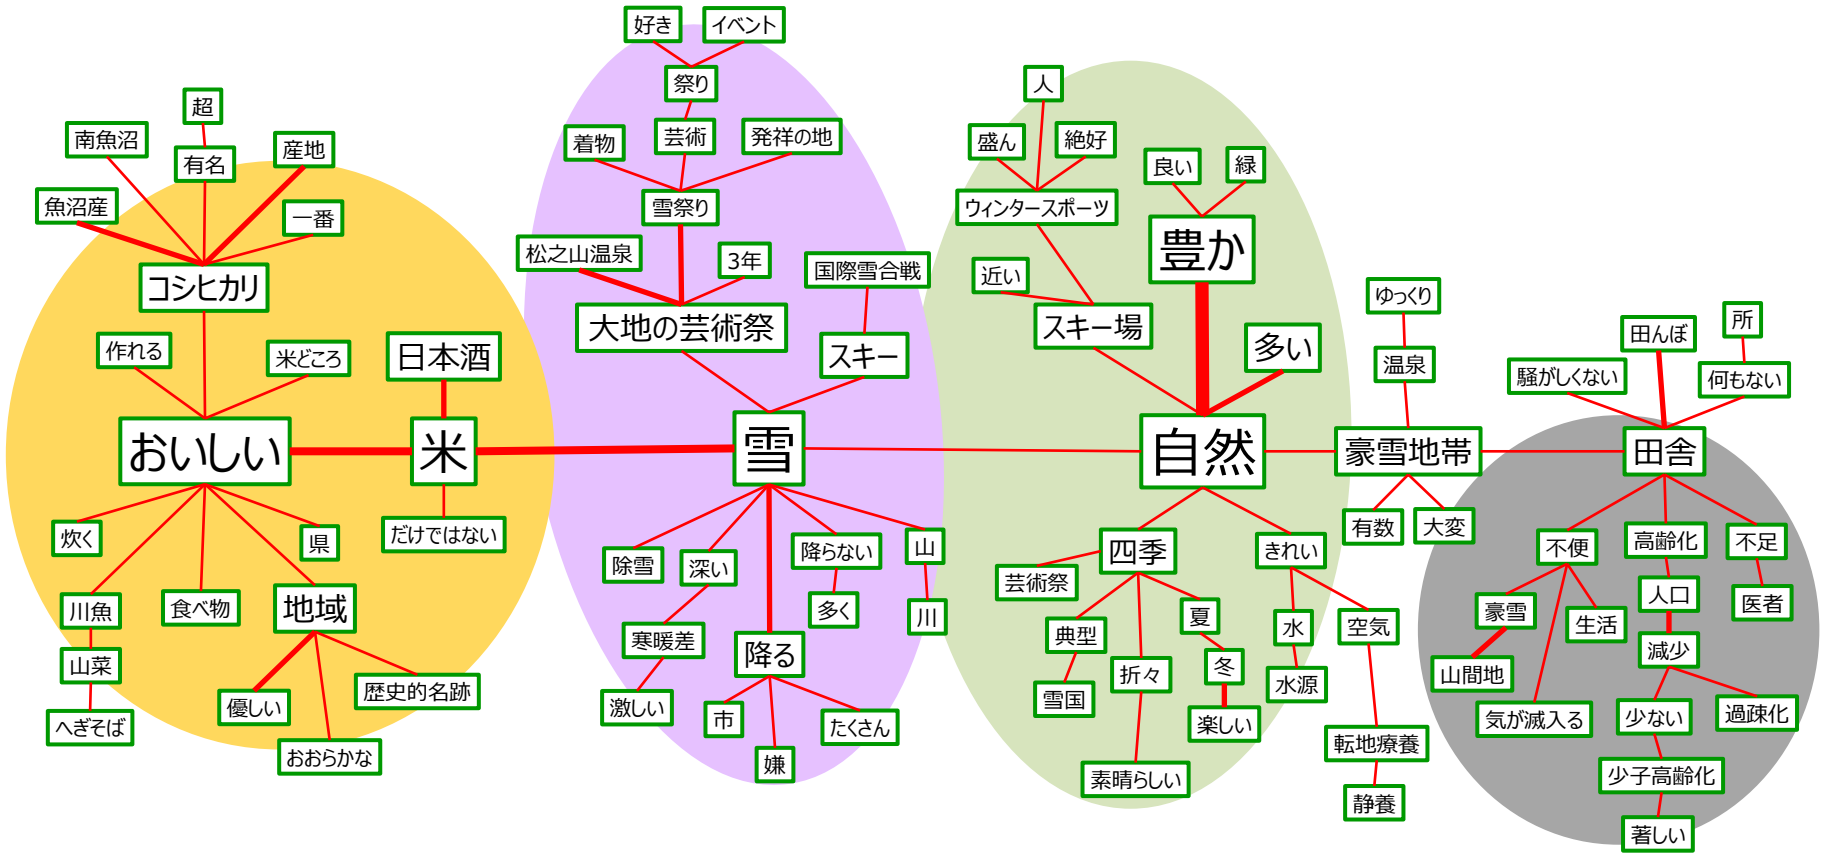 超
南魚沼
有名
産地
魚沼産
一番
コシヒカリ
作れる
米どころ
日本酒
おいしい
米
炊く
県
だけではない
川魚
食べ物
地域
山菜
優しい
歴史的名跡
へぎそば
おおらかな
好き
イベント
祭り
着物
芸術
発祥の地
雪祭り
松之山温泉
3年
国際雪合戦
大地の芸術祭
スキー
雪
除雪
深い
降らない
山
多く
川
寒暖差
降る
激しい
市
たくさん
嫌
人
盛ん
絶好
良い
緑
ウィンタースポーツ
豊か
近い
スキー場
多い
自然
四季
きれい
芸術祭
典型
夏
水
空気
折々
冬
雪国
水源
楽しい
素晴らしい
転地療養
静養
ゆっくり
温泉
豪雪地帯
有数
大変
田んぼ
所
騒がしくない
何もない
田舎
不便
高齢化
不足
豪雪
生活
人口
医者
山間地
減少
気が滅入る
少ない
過疎化
少子高齢化
著しい